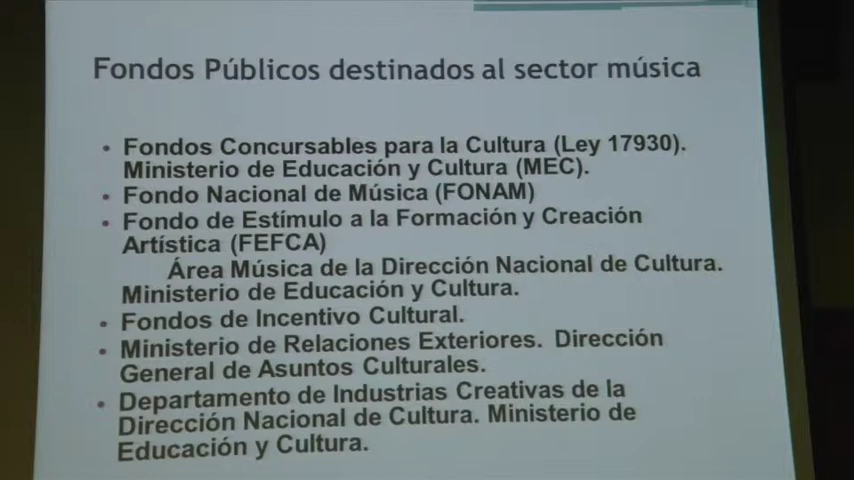 Fondos Públicos destinados al sector música
• Fondos Concursables para la Cultura (Ley 17930).
Ministerio de Educación y Cultura (MEC).
• Fondo Nacional de Música (FONAM)
• Fondo de Estímulo a la Formación y Creación
Artística (FEFCA)
Área Música de la Dirección Nacional de Cultura.
Ministerio de Educación y Cultura.
• Fondos de Incentivo Cultural.
• Ministerio de Relaciones Exteriores. Dirección
General de Asuntos Culturales.
• Departamento de Industrias Creativas de la
Dirección Nacional de Cultura. Ministerio de
Educación y Cultura.